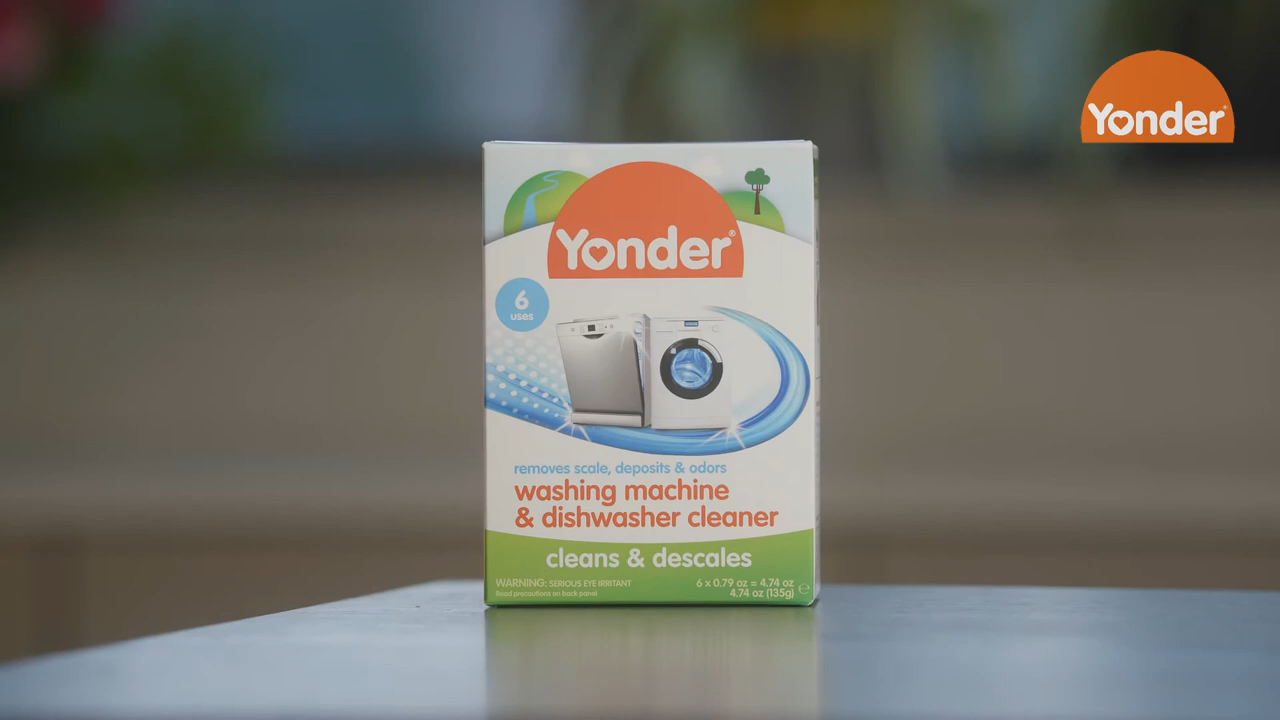 Yonder
Yonder®
6
uses
removes scale, deposits & odors
washing machine
& dishwasher cleaner
cleans & descales
WARNING: SERIOUS EYE IRRITANT
Read precautions on back panel
6 x 0.79 oz = 4.74 oz
4.74 oz (135g) ℮